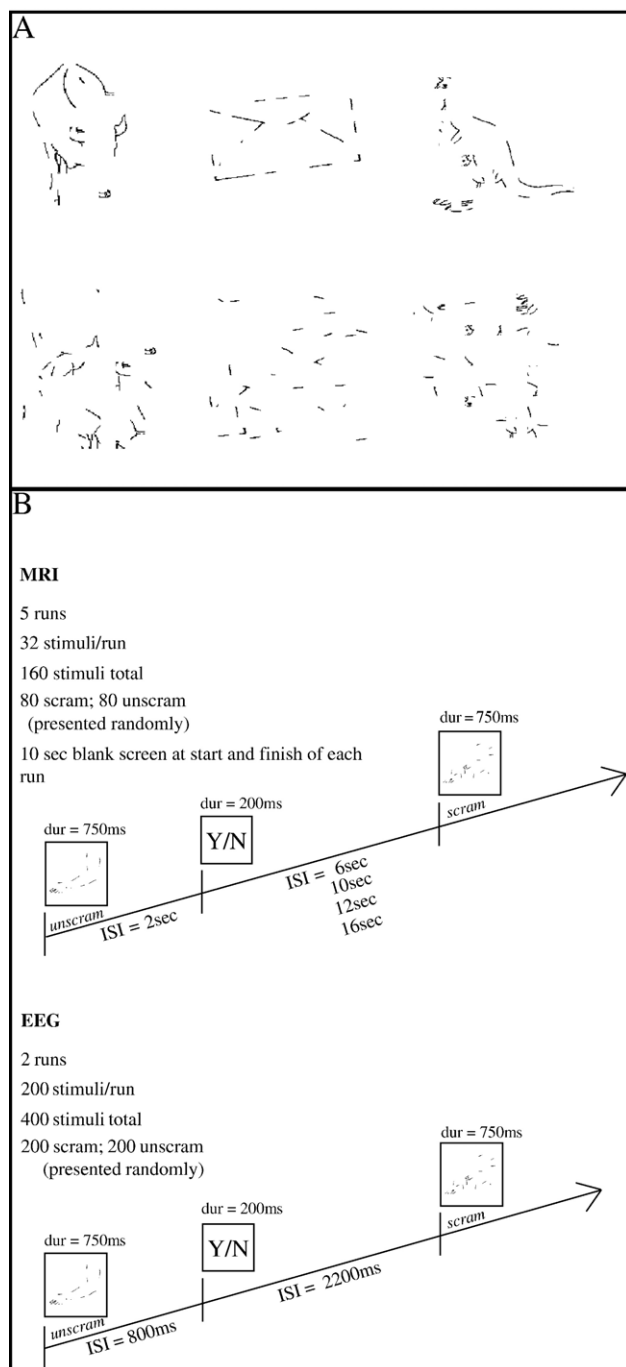 A
B
MRI
5 runs
32 stimuli/run
160 stimuli total
80 scram; 80 unscram
(presented randomly)
10 sec blank screen at start and finish of each
run
dur = 750ms
dur = 200ms
dur = 750ms
Y/N
unscram
scram
ISI = 2sec
ISI = 6sec
10sec
12sec
16sec
EEG
2 runs
200 stimuli/run
400 stimuli total
200 scram; 200 unscram
(presented randomly)
dur = 750ms
dur = 200ms
dur = 750ms
Y/N
unscram
scram
ISI = 800ms
ISI = 2200ms